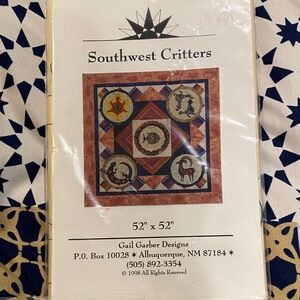 Southwest Critters
52" x 52"
Gail Garber Designs
P.O. Box 10028 ✶ Albuquerque, NM 87184 ✶
(505) 892-3354
© 1998 All Rights Reserved